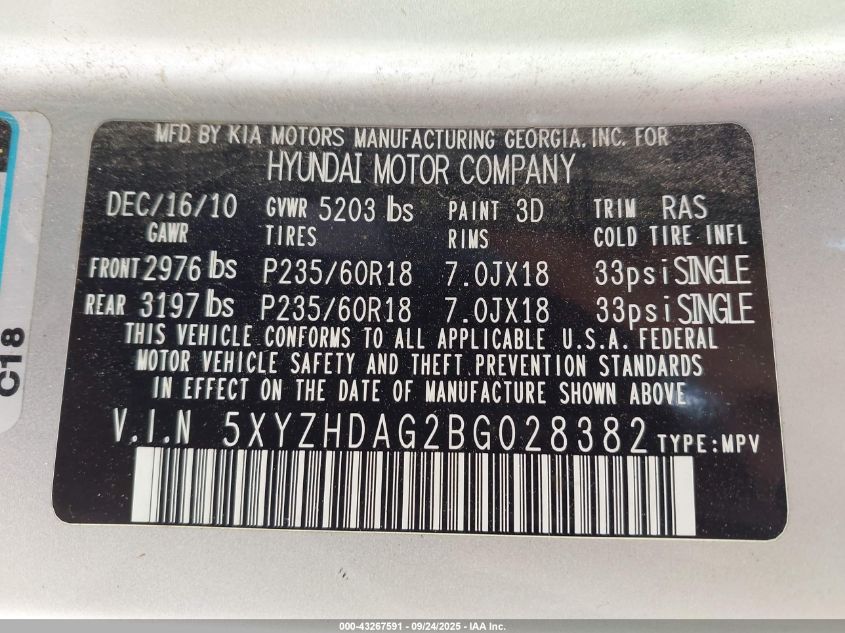 MFD BY KIA MOTORS MANUFACTURING GEORGIA, INC. FOR
HYUNDAI MOTOR COMPANY
DEC/16/10 GVWR 5203 lbs PAINT 3D TRIM RAS
GAWR TIRES RIMS COLD TIRE INFL
FRONT 2976 lbs P235/60R18 7.0JX18 33psi SINGLE
REAR 3197 lbs P235/60R18 7.0JX18 33psi SINGLE
THIS VEHICLE CONFORMS TO ALL APPLICABLE U.S.A. FEDERAL
MOTOR VEHICLE SAFETY AND THEFT PREVENTION STANDARDS
IN EFFECT ON THE DATE OF MANUFACTURE SHOWN ABOVE
V.I.N 5XYZHDAG2BG028382 TYPE:MPV
C18
000-43267591 - 09/24/2025 - IAA Inc.